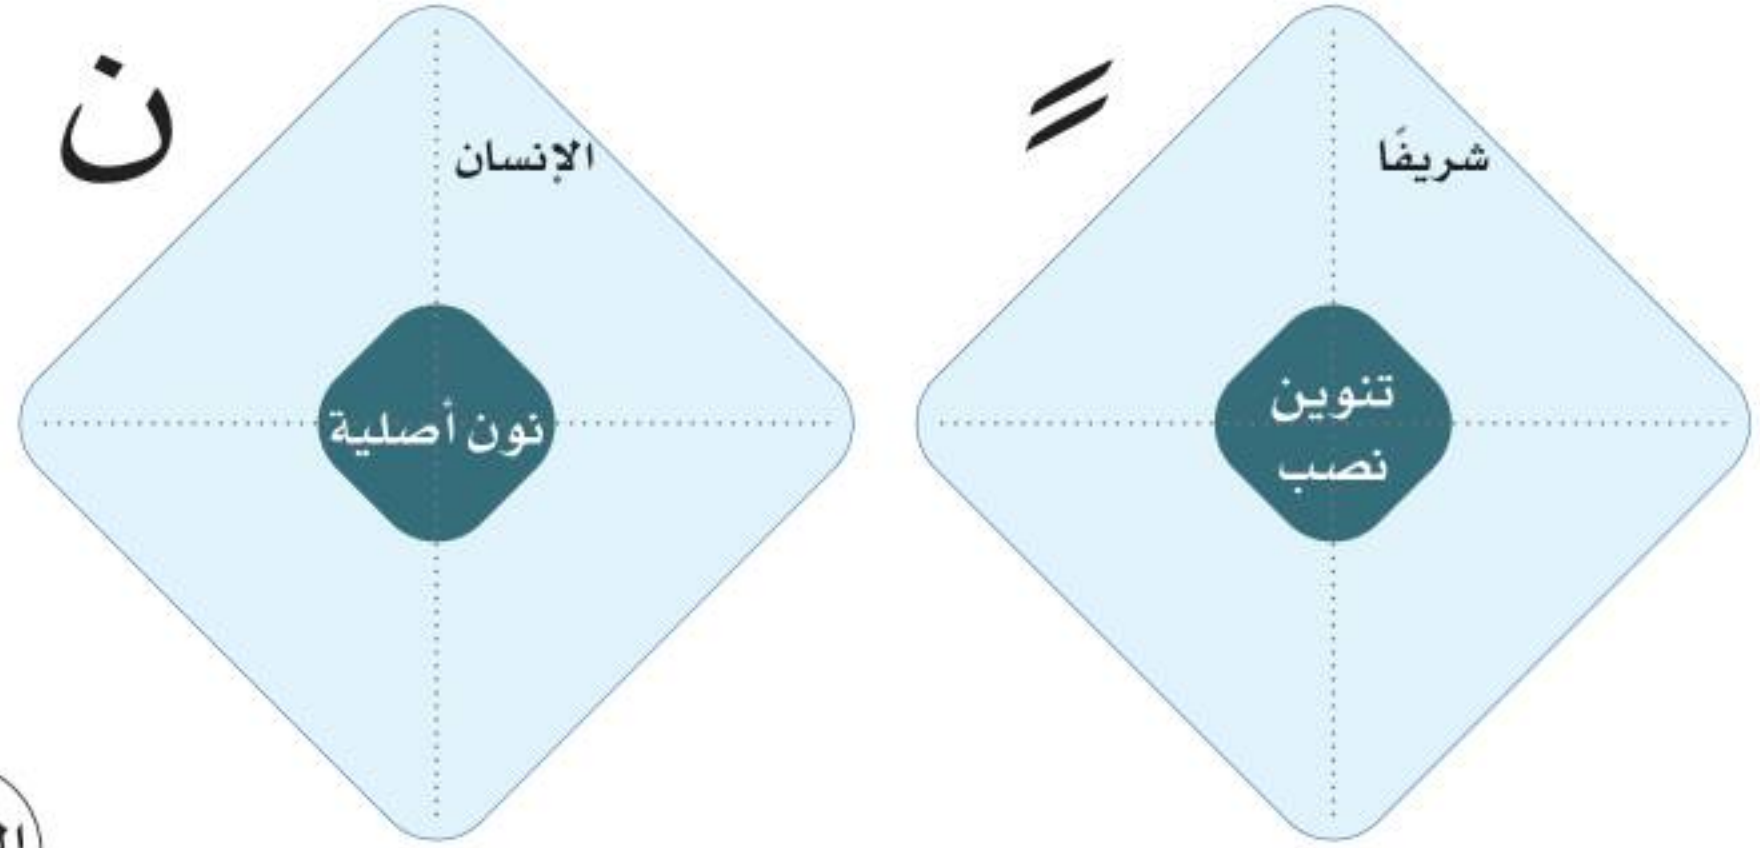 ً
شريفًا
تنوين
نصب
ن
الإنسان
نون أصلية